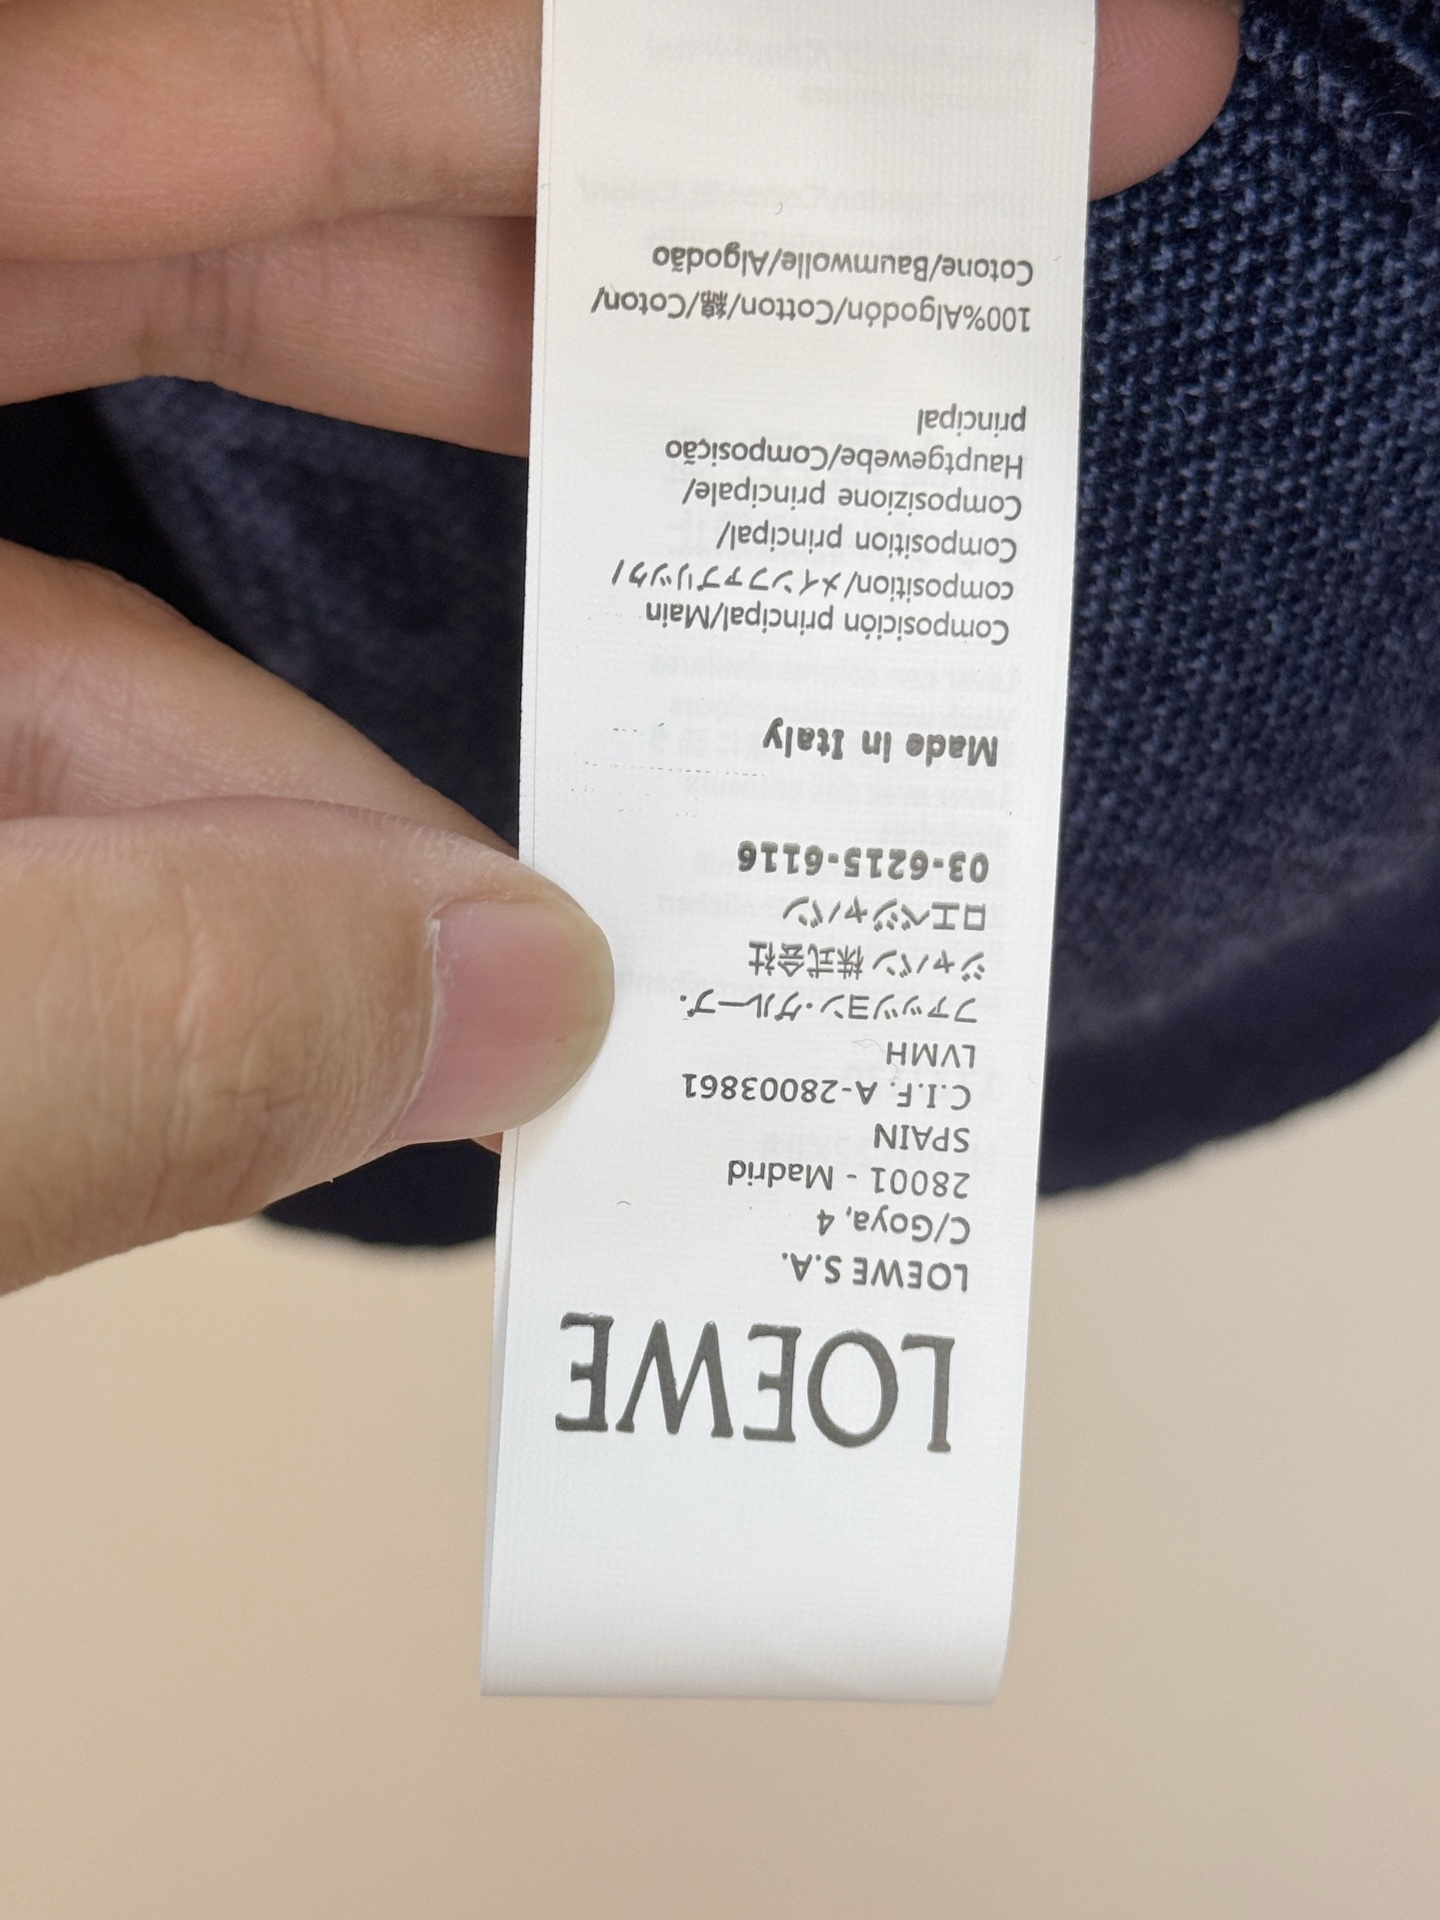 LOEWE
LOEWE S.A.
C/Goya, 4
28001 - Madrid
SPAIN
C.I.F. A-28003861
LVMH
ファッション・グループ・
ジャパン 株式会社
ロエベジャパン
03-6215-6116
Made In Italy
Composición principal/Main
composition/メインファブリック/
Composition principal/
Composizione principale/
Hauptgewebe/Composição
principal
100%Algodón/Cotton/綿/Coton/
Cotone/Baumwolle/Algodão